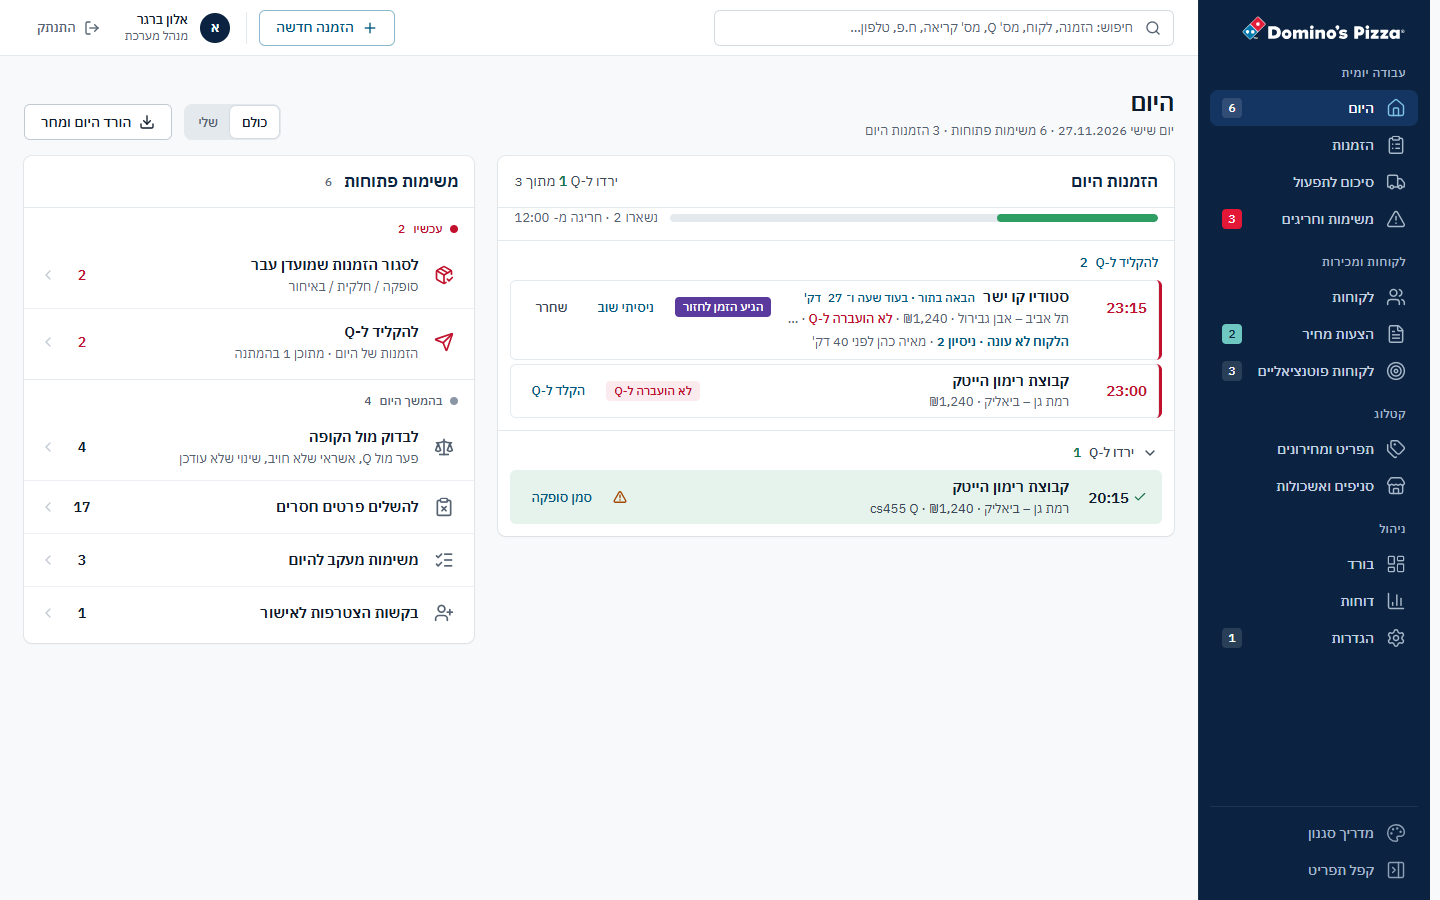 Domino's Pizza
עבודה יומית
היום 6
הזמנות
סיכום לתפעול
משימות וחריגים 3
לקוחות ומכירות
לקוחות
הצעות מחיר 2
לקוחות פוטנציאליים 3
קטלוג
תפריט ומחירונים
סניפים ואשכולות
ניהול
בורד
דוחות
הגדרות 1
מדריך סגנון
קפל תפריט
חיפוש: הזמנה, לקוח, מס' Q, מס' קריאה, ח.פ, טלפון...
הזמנה חדשה
א
אלון ברגר
מנהל מערכת
התנתק
היום
יום שישי 27.11.2026 · 6 משימות פתוחות · 3 הזמנות היום
כולם
שלי
הורד היום ומחר
הזמנות היום
ירדו ל-Q 1 מתוך 3
נשארו 2 · חריגה מ- 12:00
להקליד ל-Q 2
23:15
סטודיו קו ישר הבאה בתור · בעוד שעה ו־ 27 דק'
תל אביב – אבן גבירול · ₪1,240 · לא הועברה ל-Q · ...
הלקוח לא עונה · ניסיון 2 · מאיה כהן לפני 40 דק'
הגיע הזמן לחזור
ניסיתי שוב
שחרר
23:00
קבוצת רימון הייטק
רמת גן – ביאליק · ₪1,240
לא הועברה ל-Q
הקלד ל-Q
ירדו ל-Q 1
20:15
קבוצת רימון הייטק
רמת גן – ביאליק · ₪1,240 · Q cs455
סמן סופקה
משימות פתוחות 6
עכשיו 2
לסגור הזמנות שמועדן עבר
סופקה / חלקית / באיחור
2
להקליד ל-Q
הזמנות של היום · מתוכן 1 בהמתנה
2
בהמשך היום 4
לבדוק מול הקופה
פער מול Q, אשראי שלא חויב, שינוי שלא עודכן
4
להשלים פרטים חסרים 17
משימות מעקב להיום 3
בקשות הצטרפות לאישור 1